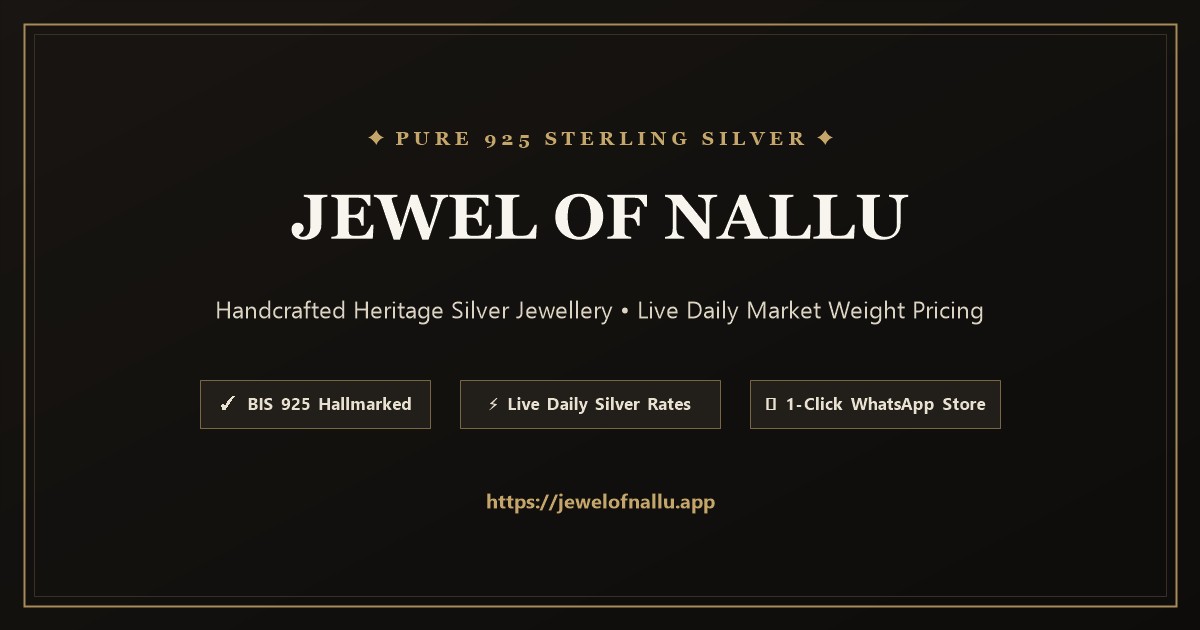 ✦ PURE 925 STERLING SILVER ✦
JEWEL OF NALLU
Handcrafted Heritage Silver Jewellery • Live Daily Market Weight Pricing
✓ BIS 925 Hallmarked
⚡ Live Daily Silver Rates
▯ 1-Click WhatsApp Store
https://jewelofnallu.app